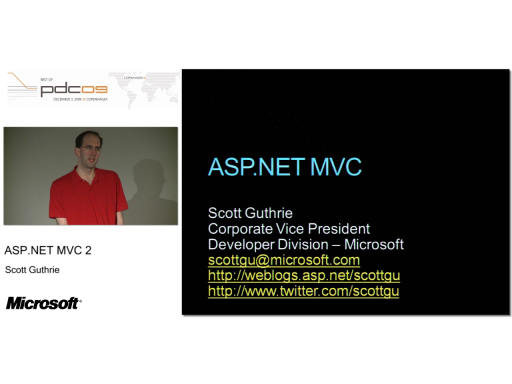 BEST OF
pdc09
COPENHAGEN
DECEMBER 3, 2009 IN COPENHAGEN
ASP.NET MVC 2
Scott Guthrie
Microsoft®
ASP.NET MVC
Scott Guthrie
Corporate Vice President
Developer Division – Microsoft
scottgu@microsoft.com
http://weblogs.asp.net/scottgu
http://www.twitter.com/scottgu